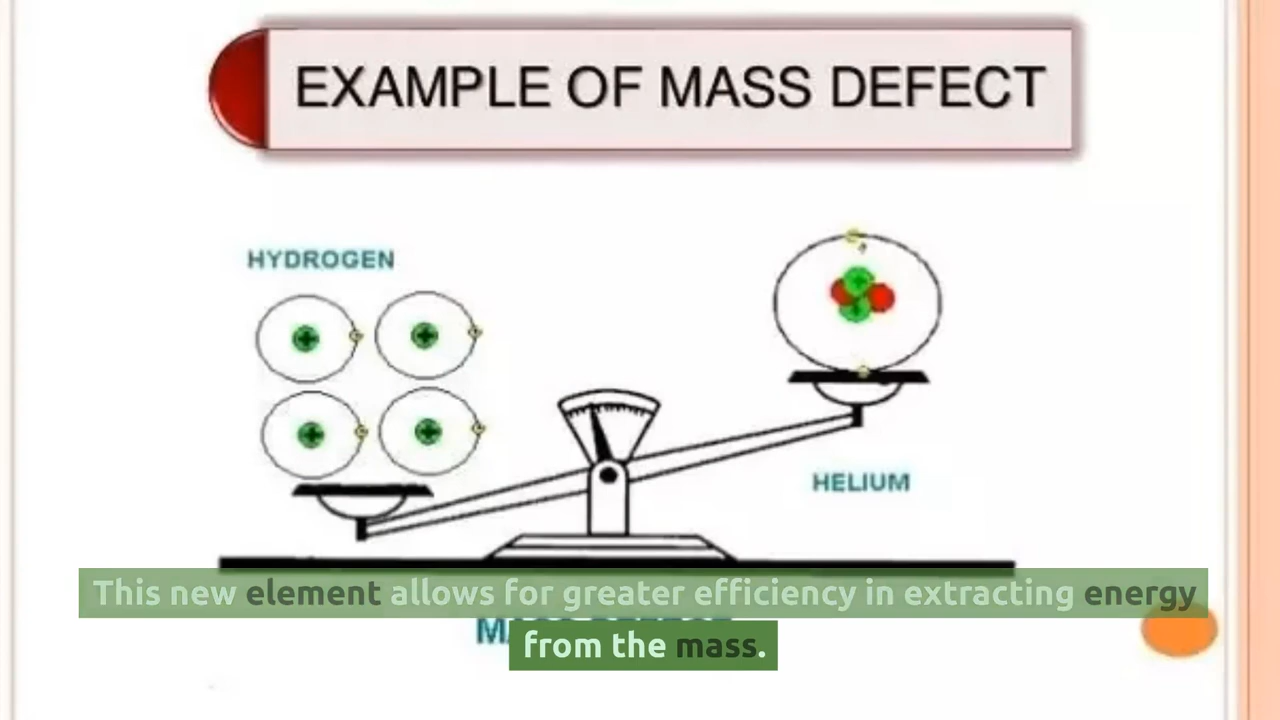 EXAMPLE OF MASS DEFECT
HYDROGEN
HELIUM
This new element allows for greater efficiency in extracting energy
from the mass.